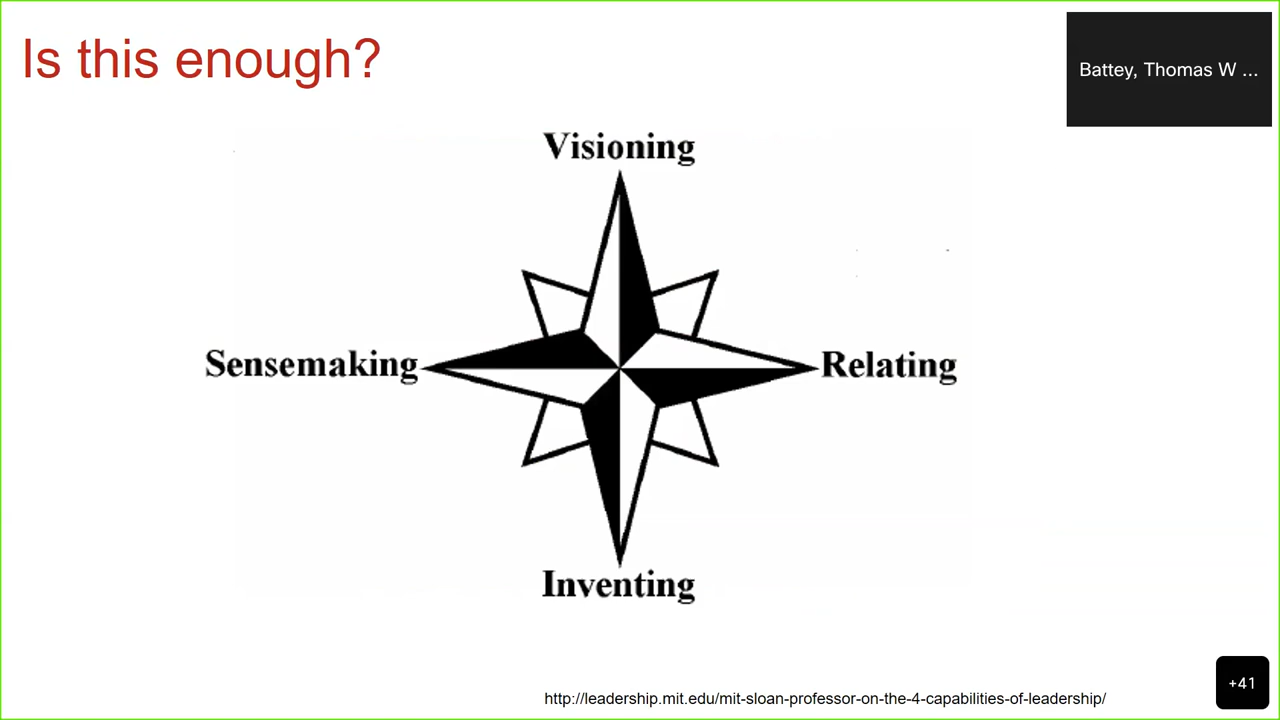 Is this enough?
Battey, Thomas W ...
Visioning
Sensemaking
Relating
Inventing
+41
http://leadership.mit.edu/mit-sloan-professor-on-the-4-capabilities-of-leadership/